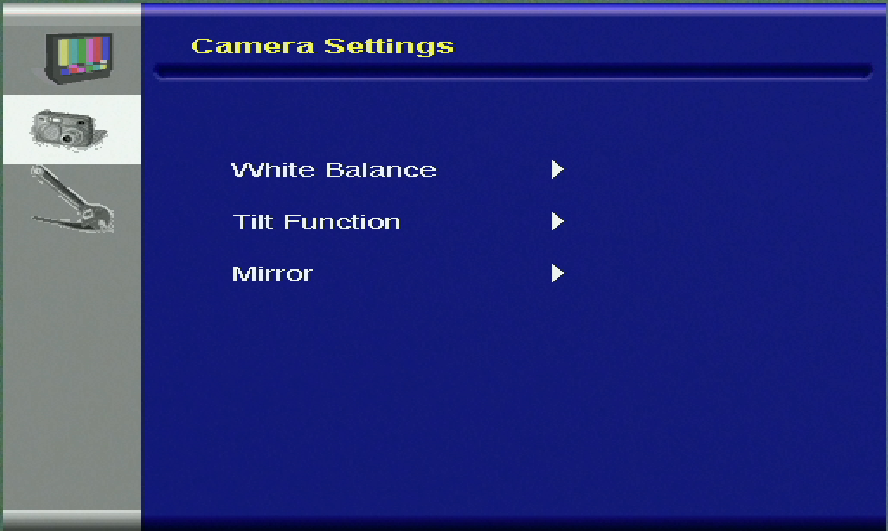 Camera Settings
White Balance
Tilt Function
Mirror